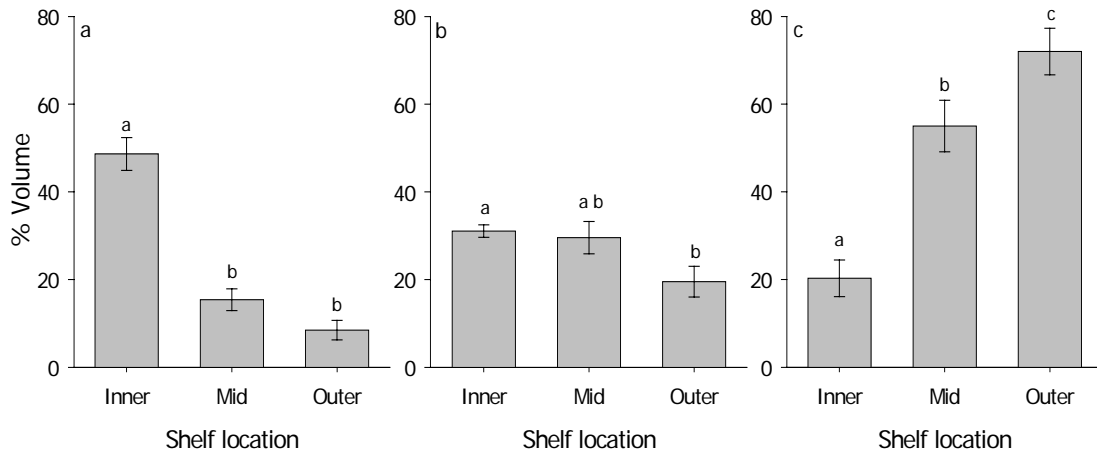 % Volume
80
60
40
20
0
a
a
b
b
Inner
Mid
Outer
Shelf location
80
60
40
20
0
b
a
a b
b
Inner
Mid
Outer
Shelf location
80
60
40
20
0
c
a
b
c
Inner
Mid
Outer
Shelf location